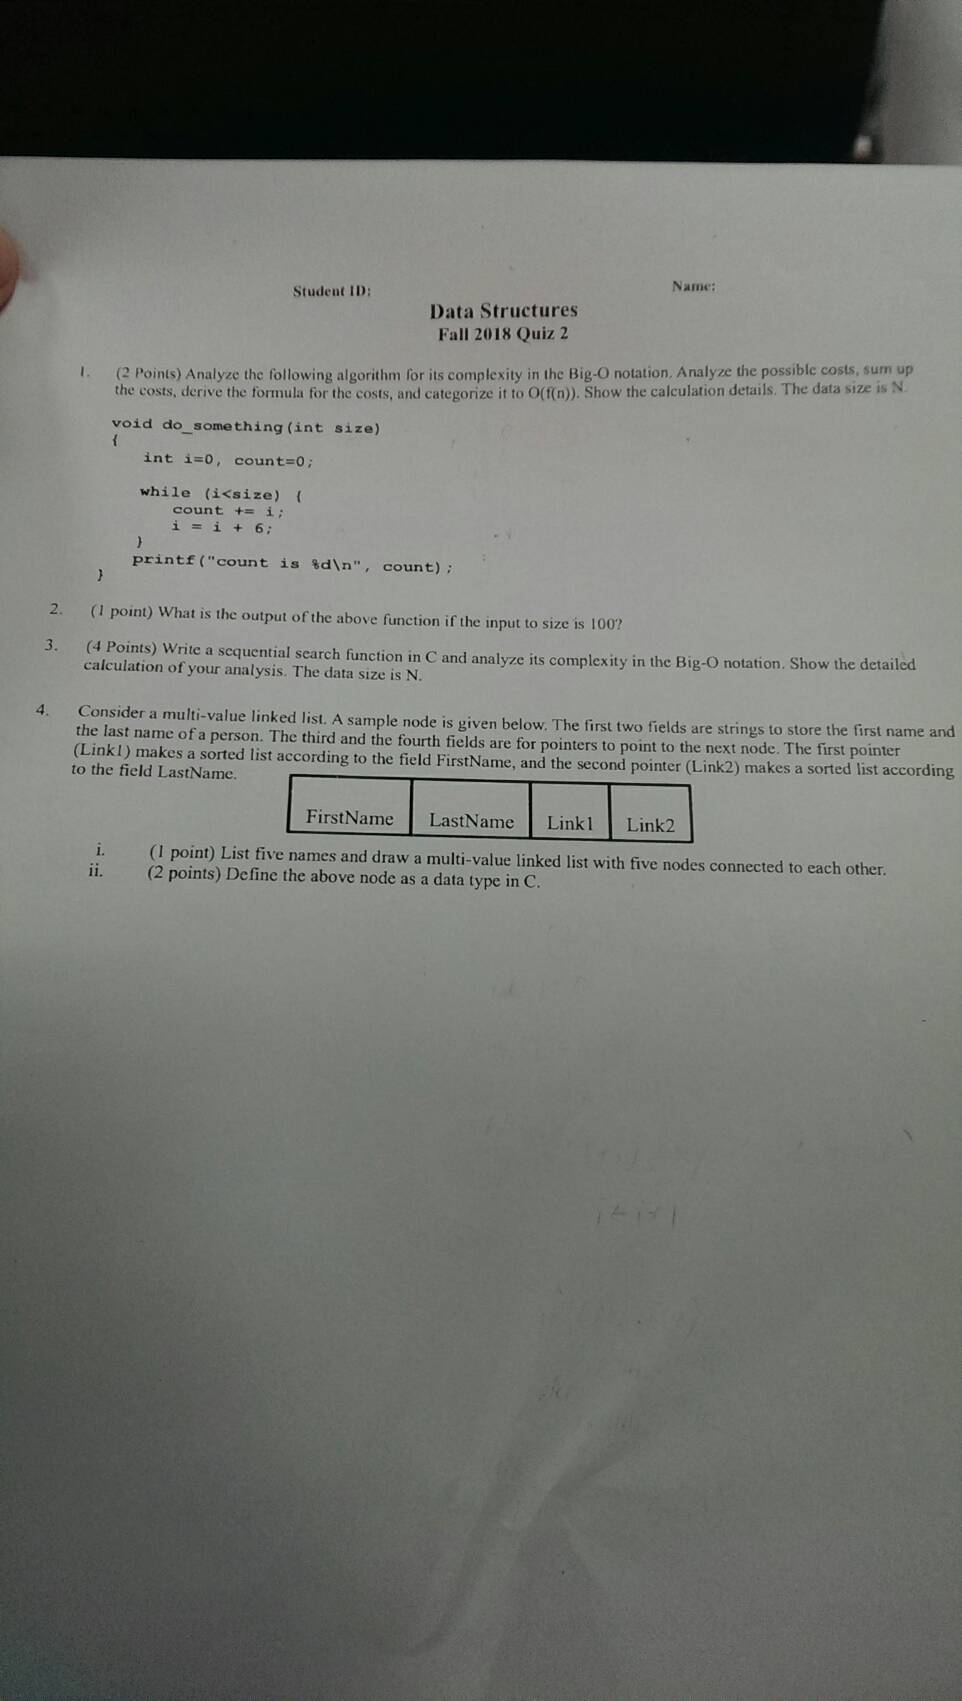 Student ID: Name:
Data Structures
Fall 2018 Quiz 2
1. (2 Points) Analyze the following algorithm for its complexity in the Big-O notation. Analyze the possible costs, sum up
the costs, derive the formula for the costs, and categorize it to O(f(n)). Show the calculation details. The data size is N.
void do_something(int size)
{
int i=0, count=0;
while (i<size) {
count += i;
i = i + 6;
}
printf("count is %d\n", count);
}
2. (1 point) What is the output of the above function if the input to size is 100?
3. (4 Points) Write a sequential search function in C and analyze its complexity in the Big-O notation. Show the detailed
calculation of your analysis. The data size is N.
4. Consider a multi-value linked list. A sample node is given below. The first two fields are strings to store the first name and
the last name of a person. The third and the fourth fields are for pointers to point to the next node. The first pointer
(Link1) makes a sorted list according to the field FirstName, and the second pointer (Link2) makes a sorted list according
to the field LastName.
FirstName LastName Link1 Link2
i. (1 point) List five names and draw a multi-value linked list with five nodes connected to each other.
ii. (2 points) Define the above node as a data type in C.